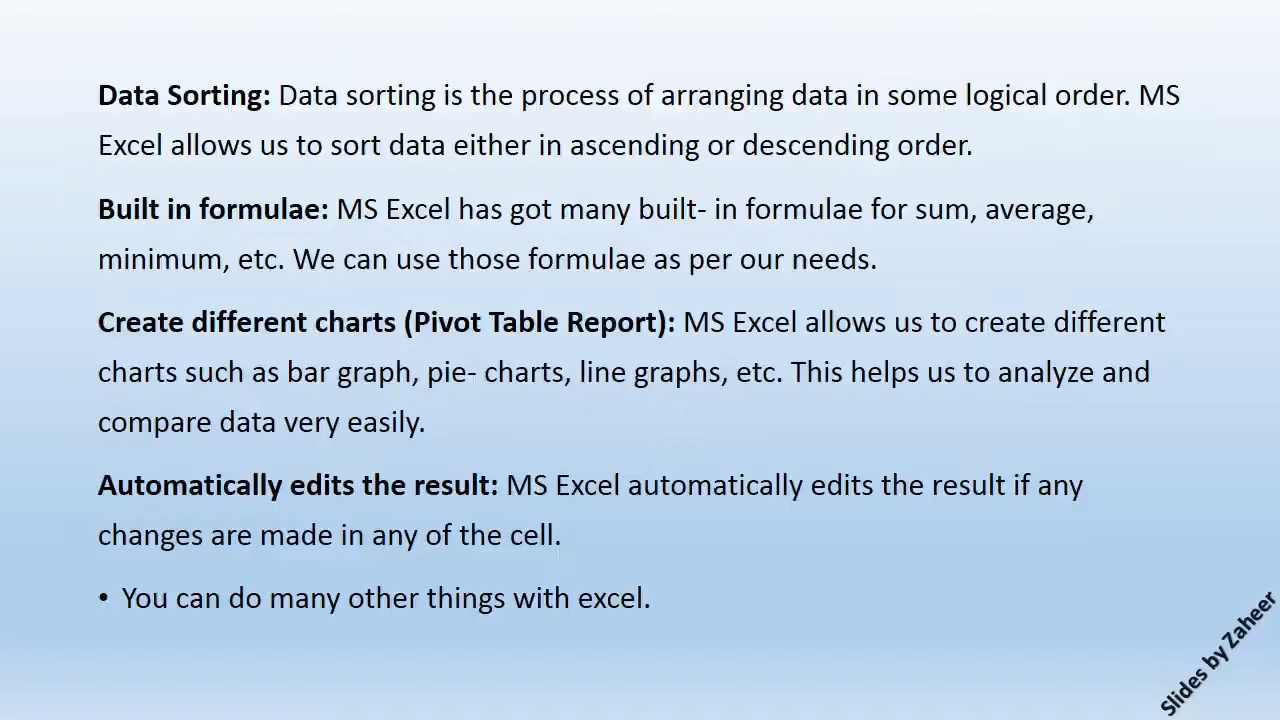 Data Sorting: Data sorting is the process of arranging data in some logical order. MS
Excel allows us to sort data either in ascending or descending order.
Built in formulae: MS Excel has got many built- in formulae for sum, average,
minimum, etc. We can use those formulae as per our needs.
Create different charts (Pivot Table Report): MS Excel allows us to create different
charts such as bar graph, pie- charts, line graphs, etc. This helps us to analyze and
compare data very easily.
Automatically edits the result: MS Excel automatically edits the result if any
changes are made in any of the cell.
• You can do many other things with excel.
Slides by Zaheer